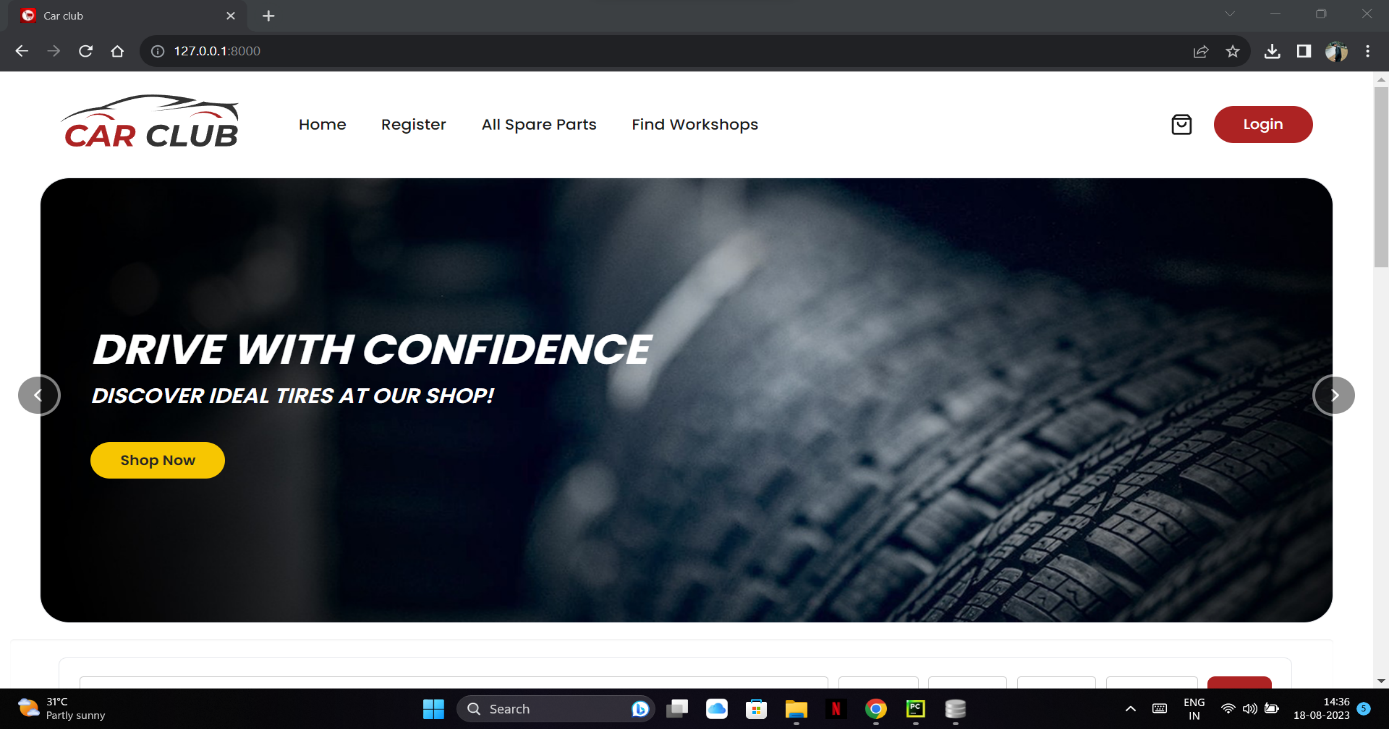 Car club
127.0.0.1:8000
CAR CLUB
Home
Register
All Spare Parts
Find Workshops
Login
DRIVE WITH CONFIDENCE
DISCOVER IDEAL TIRES AT OUR SHOP!
Shop Now
31°C
Partly sunny
Search
b
N
PC
ENG
IN
14:36
18-08-2023
5